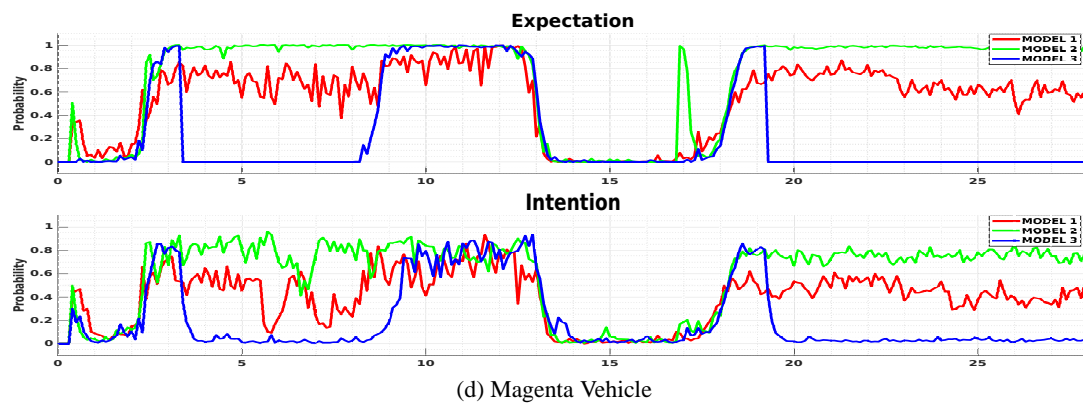 Expectation
Probability
1
0.8
0.6
0.4
0.2
0
0 5 10 15 20 25
MODEL 1
MODEL 2
MODEL 3
Intention
Probability
1
0.8
0.6
0.4
0.2
0
0 5 10 15 20 25
MODEL 1
MODEL 2
MODEL 3
(d) Magenta Vehicle